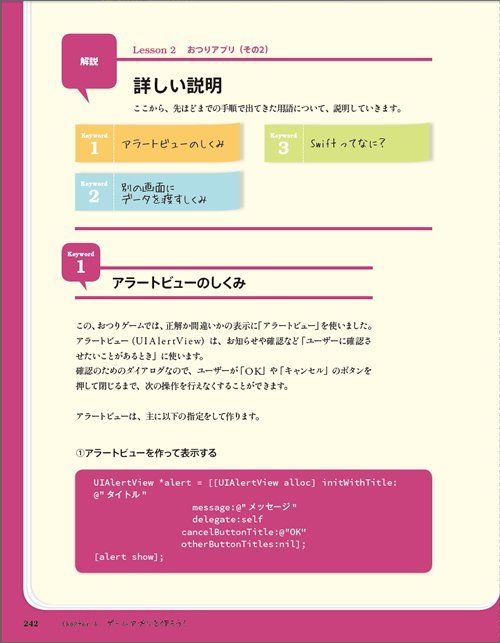 解説
Lesson 2 おつりアプリ（その2）
詳しい説明
ここから、先ほどまでの手順で出てきた用語について、説明していきます。
Keyword
1
アラートビューのしくみ
Keyword
3
Swiftってなに？
Keyword
2
別の画面に
データを渡すしくみ
Keyword
1
アラートビューのしくみ
この、おつりゲームでは、正解か間違いかの表示に「アラートビュー」を使いました。
アラートビュー（UIAlertView）は、お知らせや確認など「ユーザーに確認さ
せたいことがあるとき」に使います。
確認のためのダイアログなので、ユーザーが「OK」や「キャンセル」のボタンを
押して閉じるまで、次の操作を行えなくすることができます。
アラートビューは、主に以下の指定をして作ります。
①アラートビューを作って表示する
UIAlertView *alert = [[UIAlertView alloc] initWithTitle:
@"タイトル"
message:@"メッセージ"
delegate:self
cancelButtonTitle:@"OK"
otherButtonTitles:nil];
[alert show];
242 Chapter 6 ゲームアプリを作ろう！